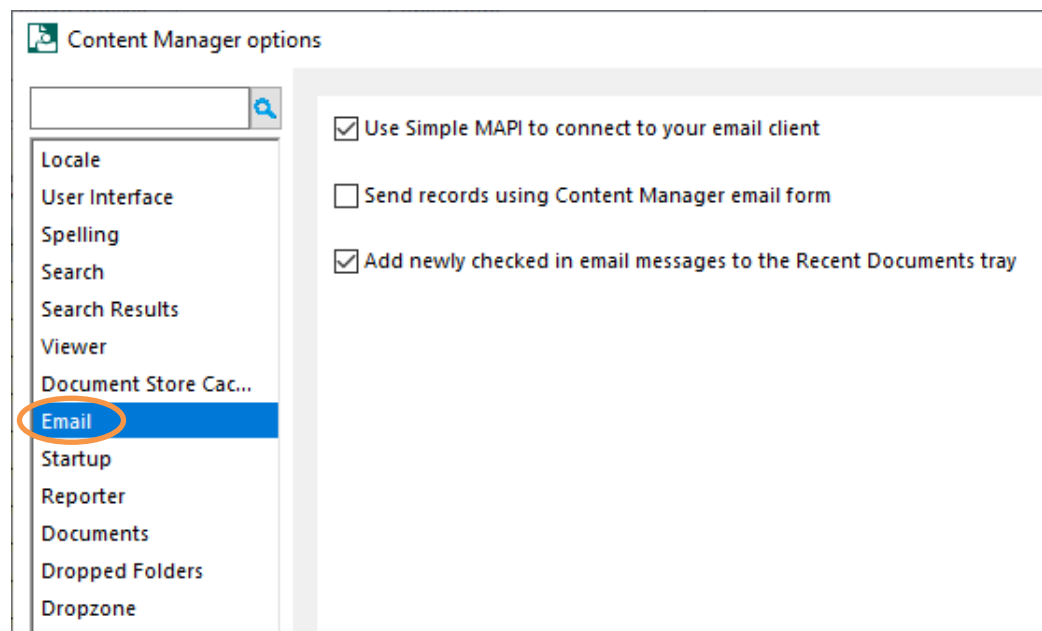 Content Manager options
Locale
User Interface
Spelling
Search
Search Results
Viewer
Document Store Cac...
Email
Startup
Reporter
Documents
Dropped Folders
Dropzone
Use Simple MAPI to connect to your email client
Send records using Content Manager email form
Add newly checked in email messages to the Recent Documents tray